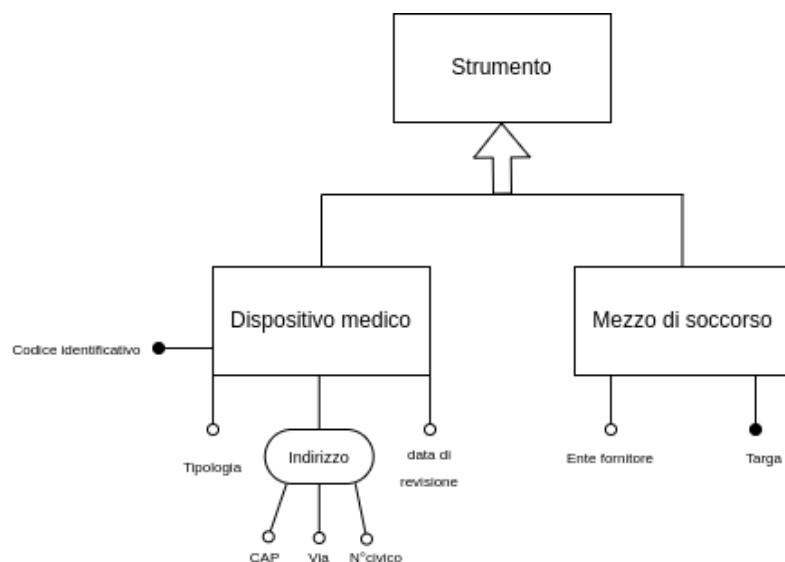 Strumento
Dispositivo medico
Mezzo di soccorso
Codice identificativo
Tipologia
Indirizzo
data di
revisione
Ente fornitore
Targa
CAP
Via
N°civico